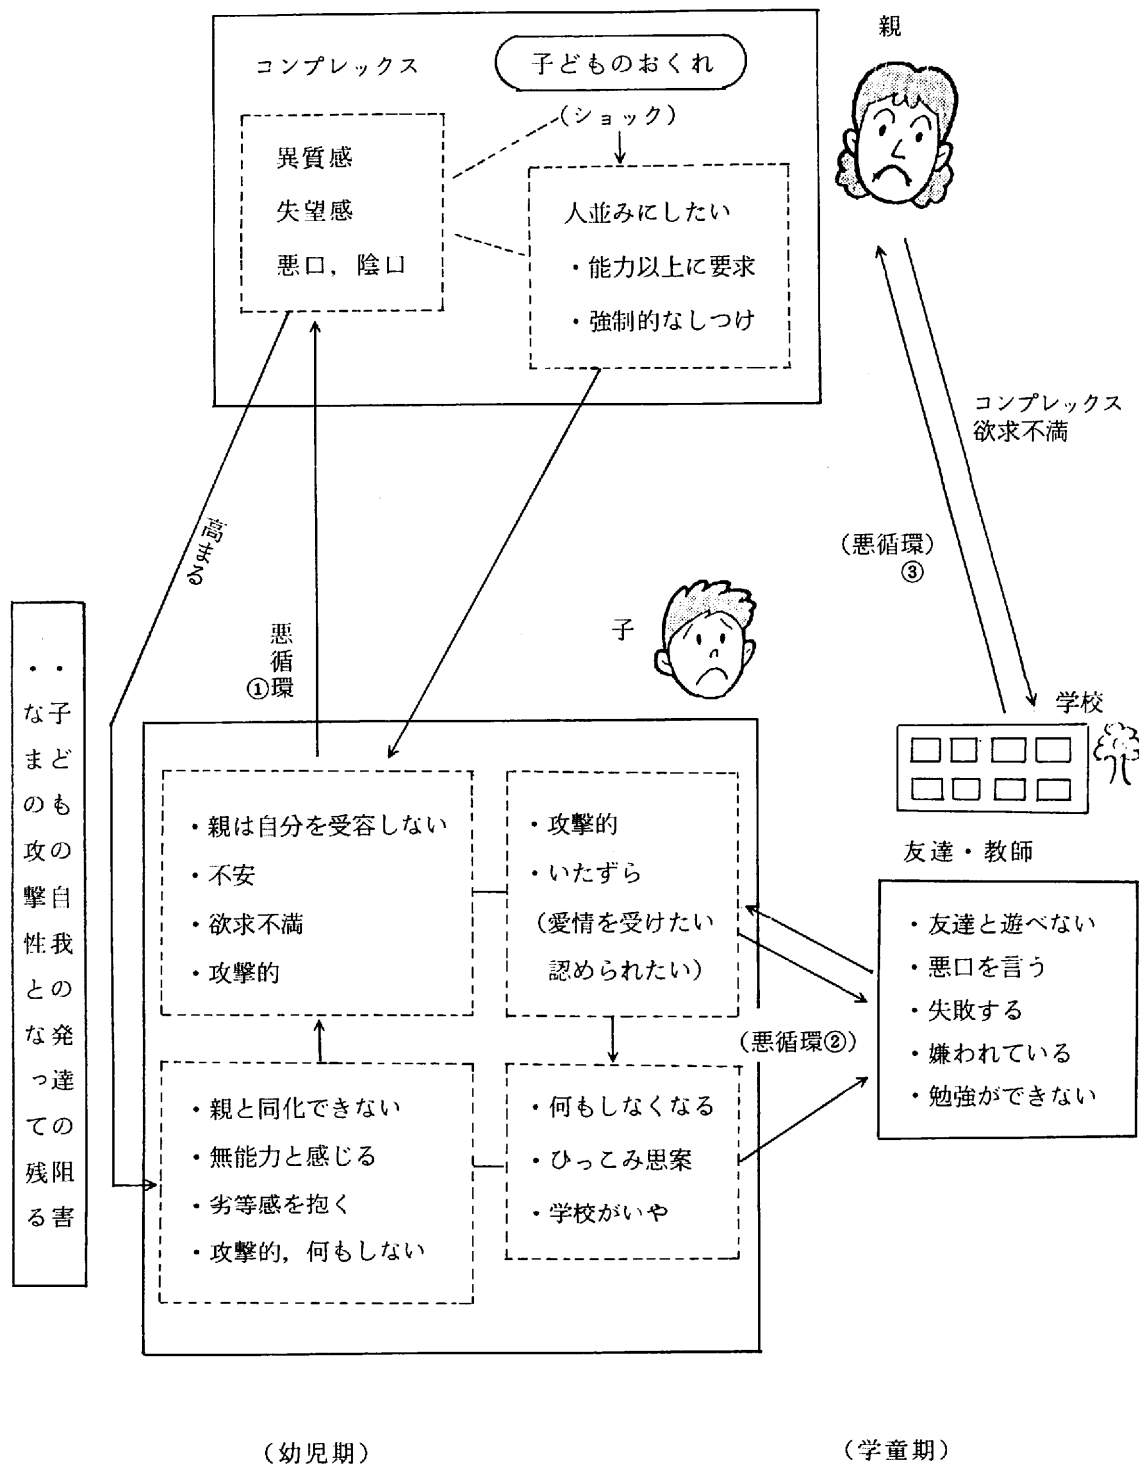 親
コンプレックス
子どものおくれ
(ショック)
異質感
失望感
悪口，陰口
人並みにしたい
・能力以上に要求
・強制的なしつけ
コンプレックス
欲求不満
(悪循環)
③
高まる
悪循環
①
子
・子どもの自我の発達の阻害
・なまの攻撃性となって残る
学校
・親は自分を受容しない
・不安
・欲求不満
・攻撃的
・攻撃的
・いたずら
(愛情を受けたい
認められたい)
友達・教師
・友達と遊べない
・悪口を言う
・失敗する
・嫌われている
・勉強ができない
(悪循環②)
・親と同化できない
・無能力と感じる
・劣等感を抱く
・攻撃的，何もしない
・何もしなくなる
・ひっこみ思案
・学校がいや
(幼児期)
(学童期)